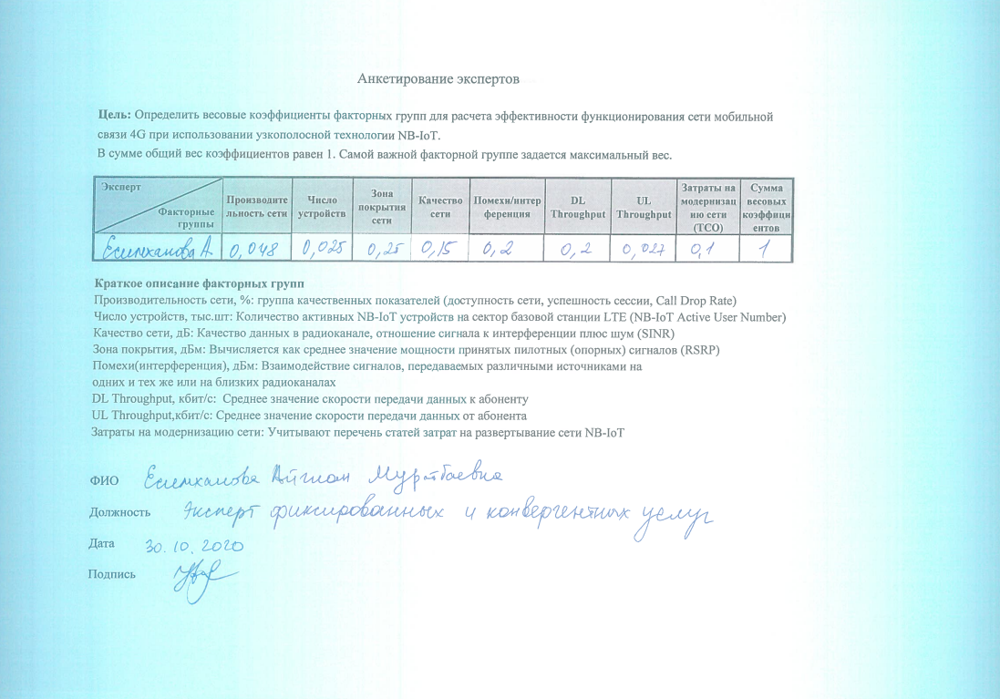 Анкетирование экспертов
Цель: Определить весовые коэффициенты факторных групп для расчета эффективности функционирования сети мобильной
связи 4G при использовании узкополосной технологии NB-IoT.
В сумме общий вес коэффициентов равен 1. Самой важной факторной группе задается максимальный вес.
Эксперт
Факторные
группы
Производите
льность сети
Число
устройств
Зона
покрытия
сети
Качество
сети
Помехи/интер
ференция
DL
Throughput
UL
Throughput
Затраты на
модернизац
ию сети
(TCO)
Сумма
весовых
коэффици
ентов
Есимханова А. 0,048 0,025 0,25 0,15 0,2 0,2 0,027 0,1 1
Краткое описание факторных групп
Производительность сети, %: группа качественных показателей (доступность сети, успешность сессии, Call Drop Rate)
Число устройств, тыс.шт: Количество активных NB-IoT устройств на сектор базовой станции LTE (NB-IoT Active User Number)
Качество сети, дБ: Качество данных в радиоканале, отношение сигнала к интерференции плюс шум (SINR)
Зона покрытия, дБм: Вычисляется как среднее значение мощности принятых пилотных (опорных) сигналов (RSRP)
Помехи(интерференция), дБм: Взаимодействие сигналов, передаваемых различными источниками на
одних и тех же или на близких радиоканалах
DL Throughput, кбит/с: Среднее значение скорости передачи данных к абоненту
UL Throughput,кбит/с: Среднее значение скорости передачи данных от абонента
Затраты на модернизацию сети: Учитывают перечень статей затрат на развертывание сети NB-IoT
ФИО Есимханова Айгиам Муратбаевна
Должность Эксперт фиксированных и конвергентных услуг
Дата 30.10.2020
Подпись